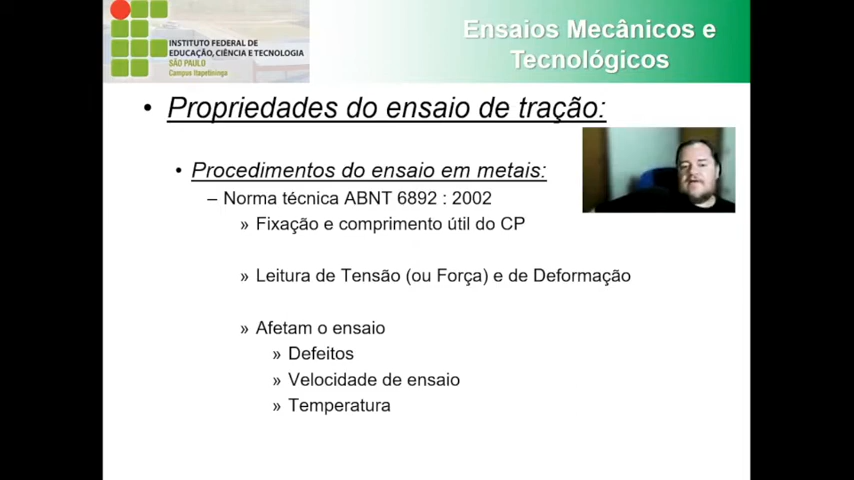 INSTITUTO FEDERAL DE
EDUCAÇÃO, CIÊNCIA E TECNOLOGIA
SÃO PAULO
Campus Itapetininga
Ensaios Mecânicos e
Tecnológicos
• Propriedades do ensaio de tração:
• Procedimentos do ensaio em metais:
– Norma técnica ABNT 6892 : 2002
» Fixação e comprimento útil do CP
» Leitura de Tensão (ou Força) e de Deformação
» Afetam o ensaio
» Defeitos
» Velocidade de ensaio
» Temperatura